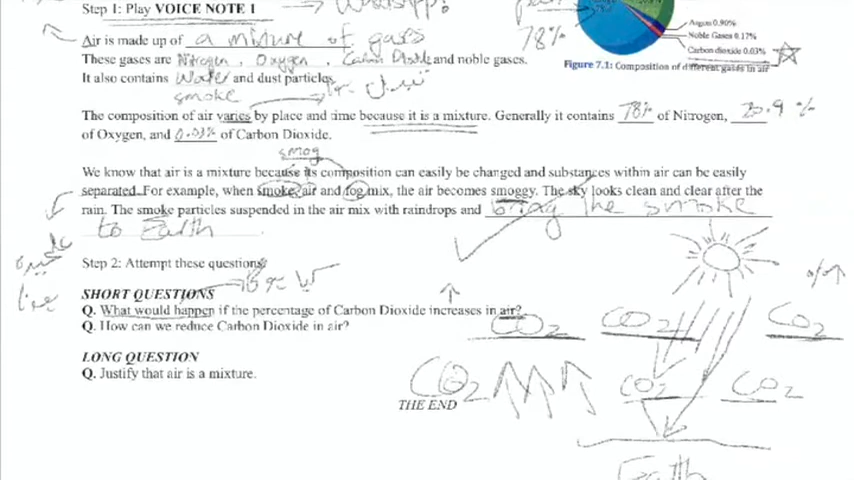 Step 1: Play VOICE NOTE 1
WhatsApp!
78%
Argon 0.90%
Noble Gases 0.17%
Carbon dioxide 0.03%
Figure 7.1: Composition of different gases in air
Air is made up of a mixture of gases
These gases are Nitrogen, Oxygen, Carbon Dioxide and noble gases.
It also contains Water and dust particles
smoke
The composition of air varies by place and time because it is a mixture. Generally it contains 78% of Nitrogen, 20.9 %
of Oxygen, and 0.03% of Carbon Dioxide.
smog
We know that air is a mixture because its composition can easily be changed and substances within air can be easily
separated. For example, when smoke, air and fog mix, the air becomes smoggy. The sky looks clean and clear after the
rain. The smoke particles suspended in the air mix with raindrops and bring the smoke
to Earth
Step 2: Attempt these questions
SHORT QUESTIONS
Q. What would happen if the percentage of Carbon Dioxide increases in air?
Q. How can we reduce Carbon Dioxide in air?
LONG QUESTION
Q. Justify that air is a mixture.
THE END
%↑
CO2 CO2 CO2
CO2 CO2 CO2
Earth